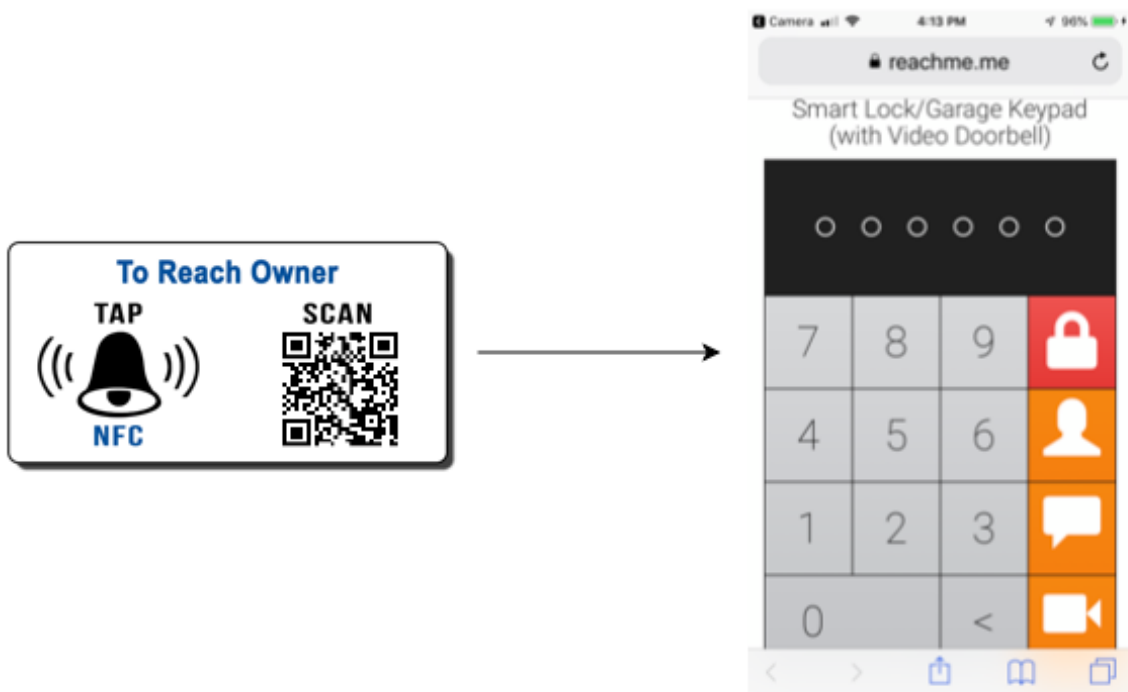 To Reach Owner
TAP
SCAN
NFC
Camera 4:13 PM 96%
reachme.me
Smart Lock/Garage Keypad
(with Video Doorbell)
7 8 9
4 5 6
1 2 3
0 <